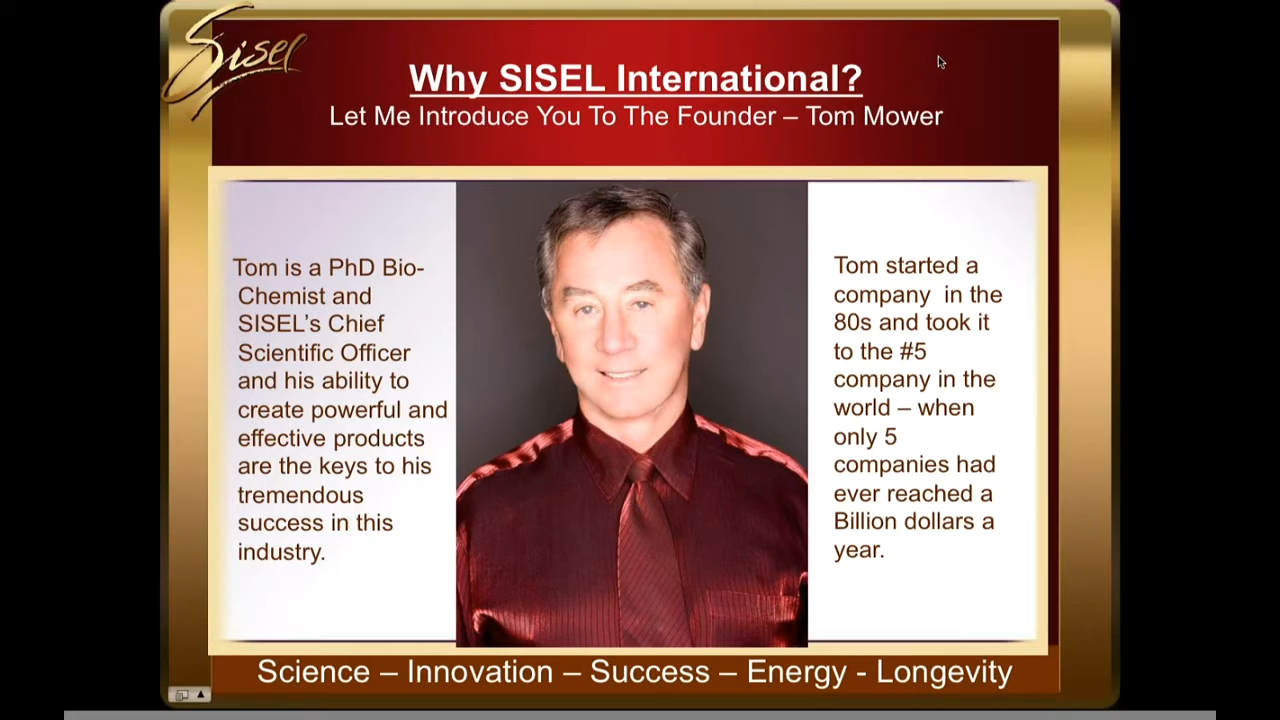 Sisel
Why SISEL International?
Let Me Introduce You To The Founder – Tom Mower
Tom is a PhD Bio-
Chemist and
SISEL’s Chief
Scientific Officer
and his ability to
create powerful and
effective products
are the keys to his
tremendous
success in this
industry.
Tom started a
company  in the
80s and took it
to the #5
company in the
world – when
only 5
companies had
ever reached a
Billion dollars a
year.
Science – Innovation – Success – Energy - Longevity